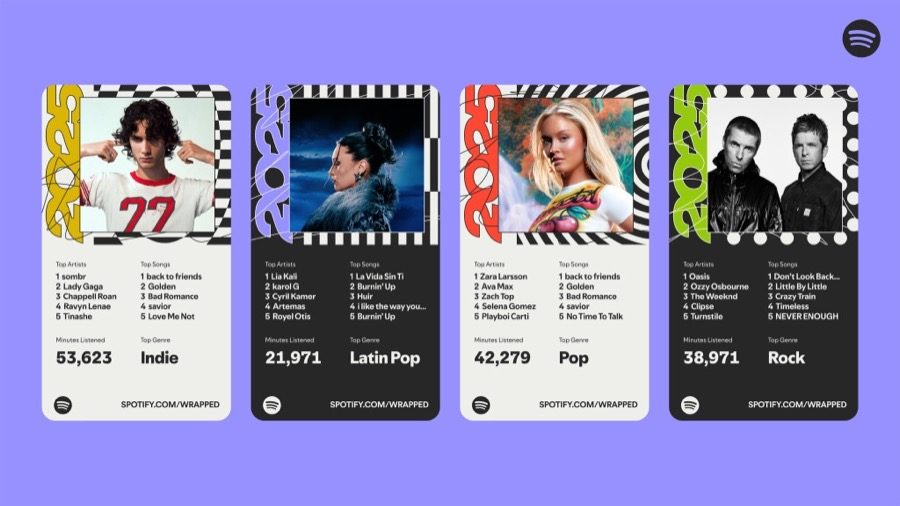 2025
77
Top Artists
1 sombr
2 Lady Gaga
3 Chappell Roan
4 Ravyn Lenae
5 Tinashe
Top Songs
1 back to friends
2 Golden
3 Bad Romance
4 savior
5 Love Me Not
Minutes Listened
53,623
Top Genre
Indie
SPOTIFY.COM/WRAPPED
2025
Top Artists
1 Lia Kali
2 karol G
3 Cyril Kamer
4 Artemas
5 Royel Otis
Top Songs
1 La Vida Sin Ti
2 Burnin' Up
3 Huir
4 i like the way you...
5 Burnin' Up
Minutes Listened
21,971
Top Genre
Latin Pop
SPOTIFY.COM/WRAPPED
2025
Top Artists
1 Zara Larsson
2 Ava Max
3 Zach Top
4 Selena Gomez
5 Playboi Carti
Top Songs
1 back to friends
2 Golden
3 Bad Romance
4 savior
5 No Time To Talk
Minutes Listened
42,279
Top Genre
Pop
SPOTIFY.COM/WRAPPED
2025
Top Artists
1 Oasis
2 Ozzy Osbourne
3 The Weeknd
4 Clipse
5 Turnstile
Top Songs
1 Don't Look Back...
2 Little By Little
3 Crazy Train
4 Timeless
5 NEVER ENOUGH
Minutes Listened
38,971
Top Genre
Rock
SPOTIFY.COM/WRAPPED